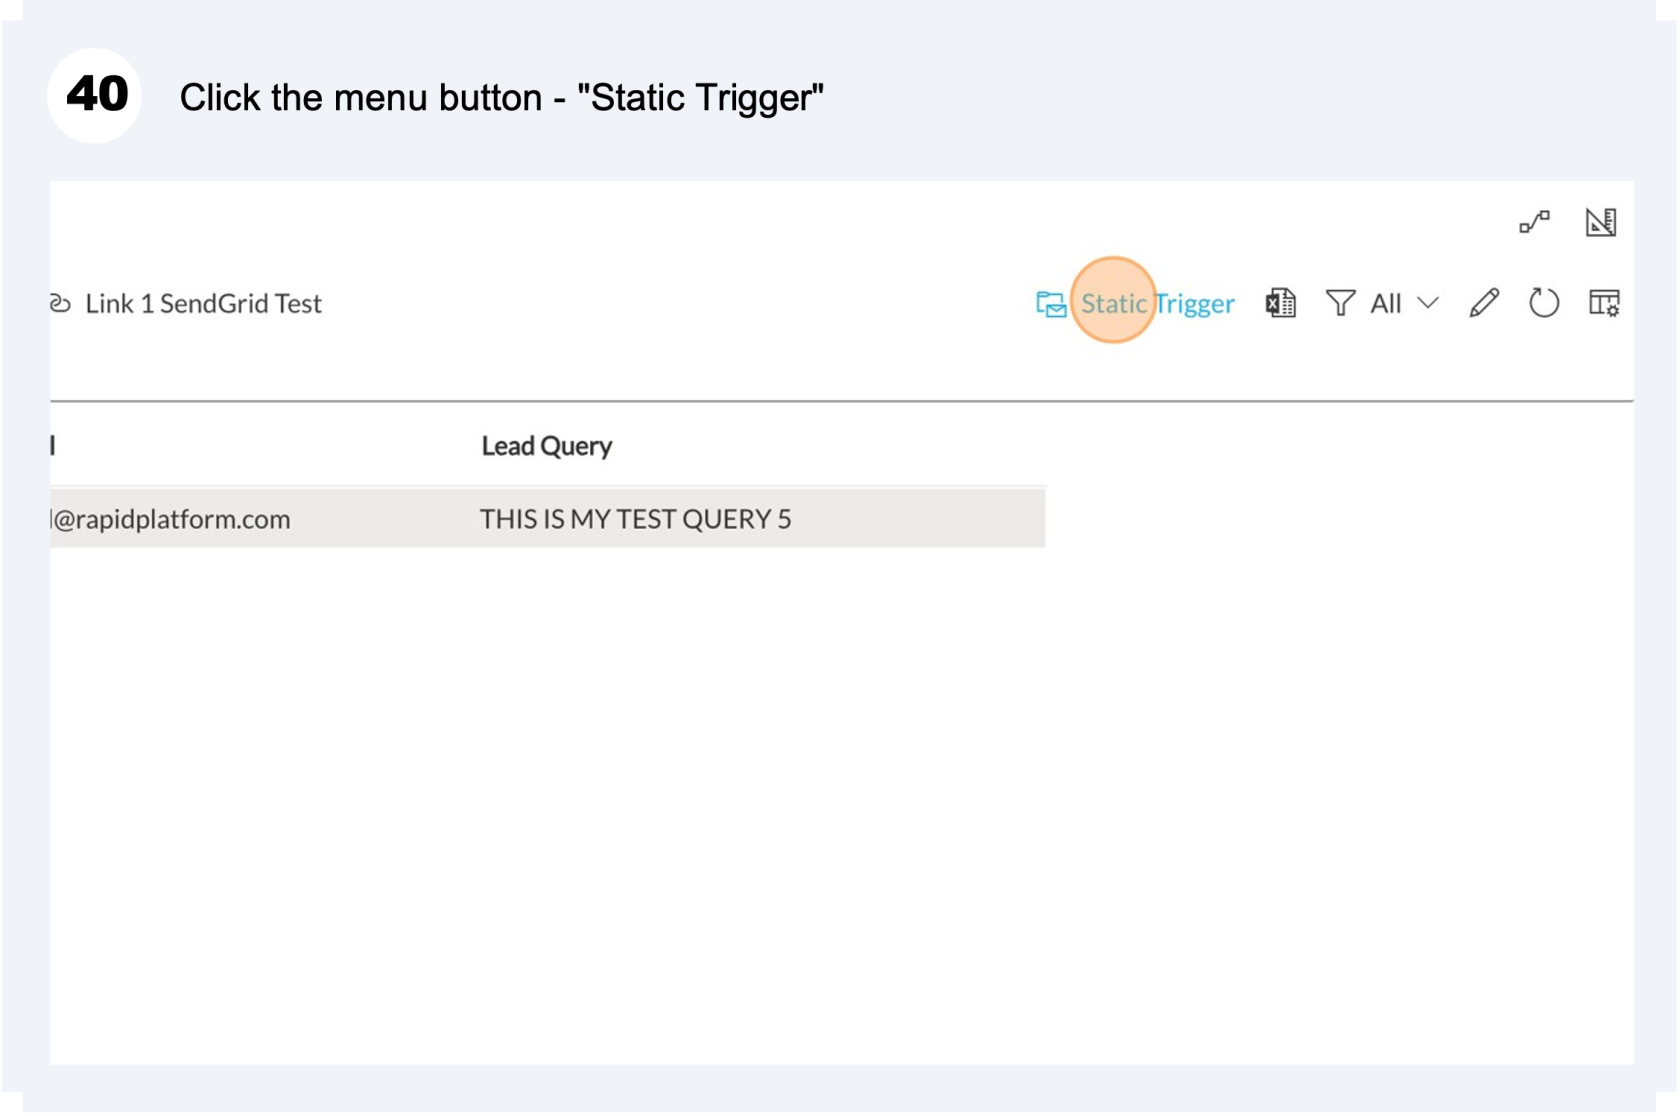 40 Click the menu button - "Static Trigger"
Link 1 SendGrid Test Static Trigger All
Lead Query
@rapidplatform.com THIS IS MY TEST QUERY 5